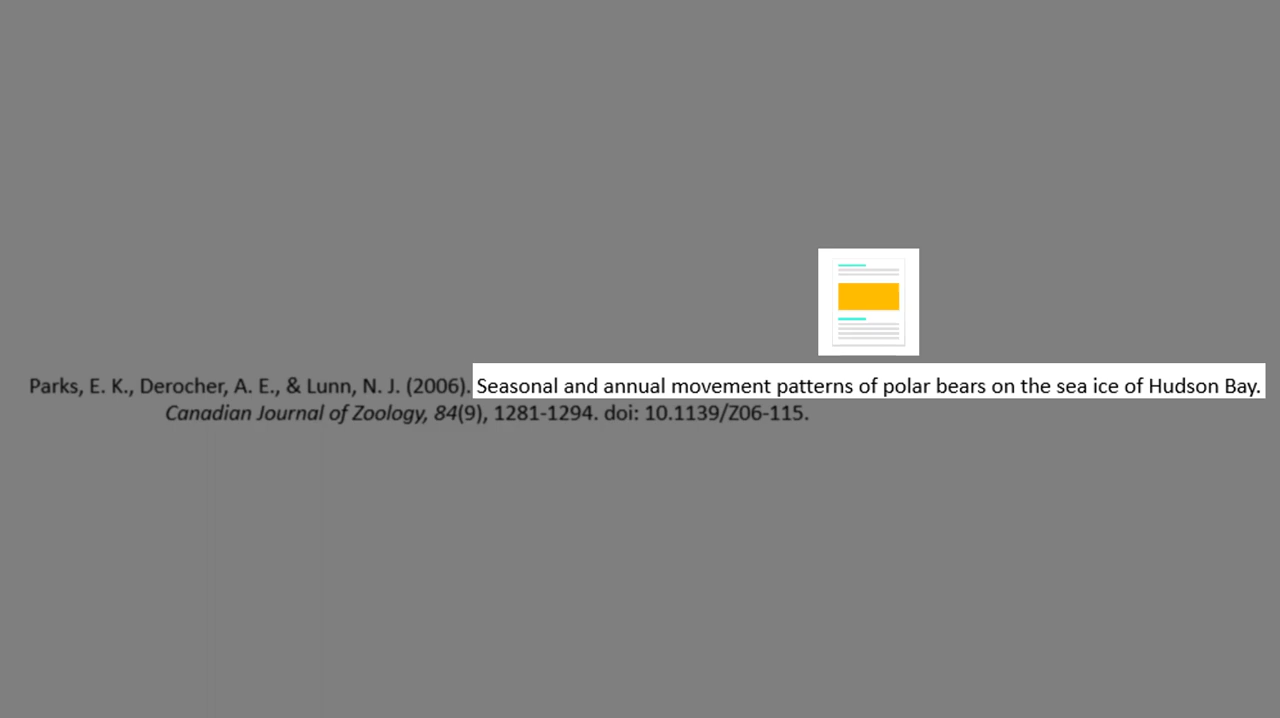 Parks, E. K., Derocher, A. E., & Lunn, N. J. (2006). Seasonal and annual movement patterns of polar bears on the sea ice of Hudson Bay.
Canadian Journal of Zoology, 84(9), 1281-1294. doi: 10.1139/Z06-115.